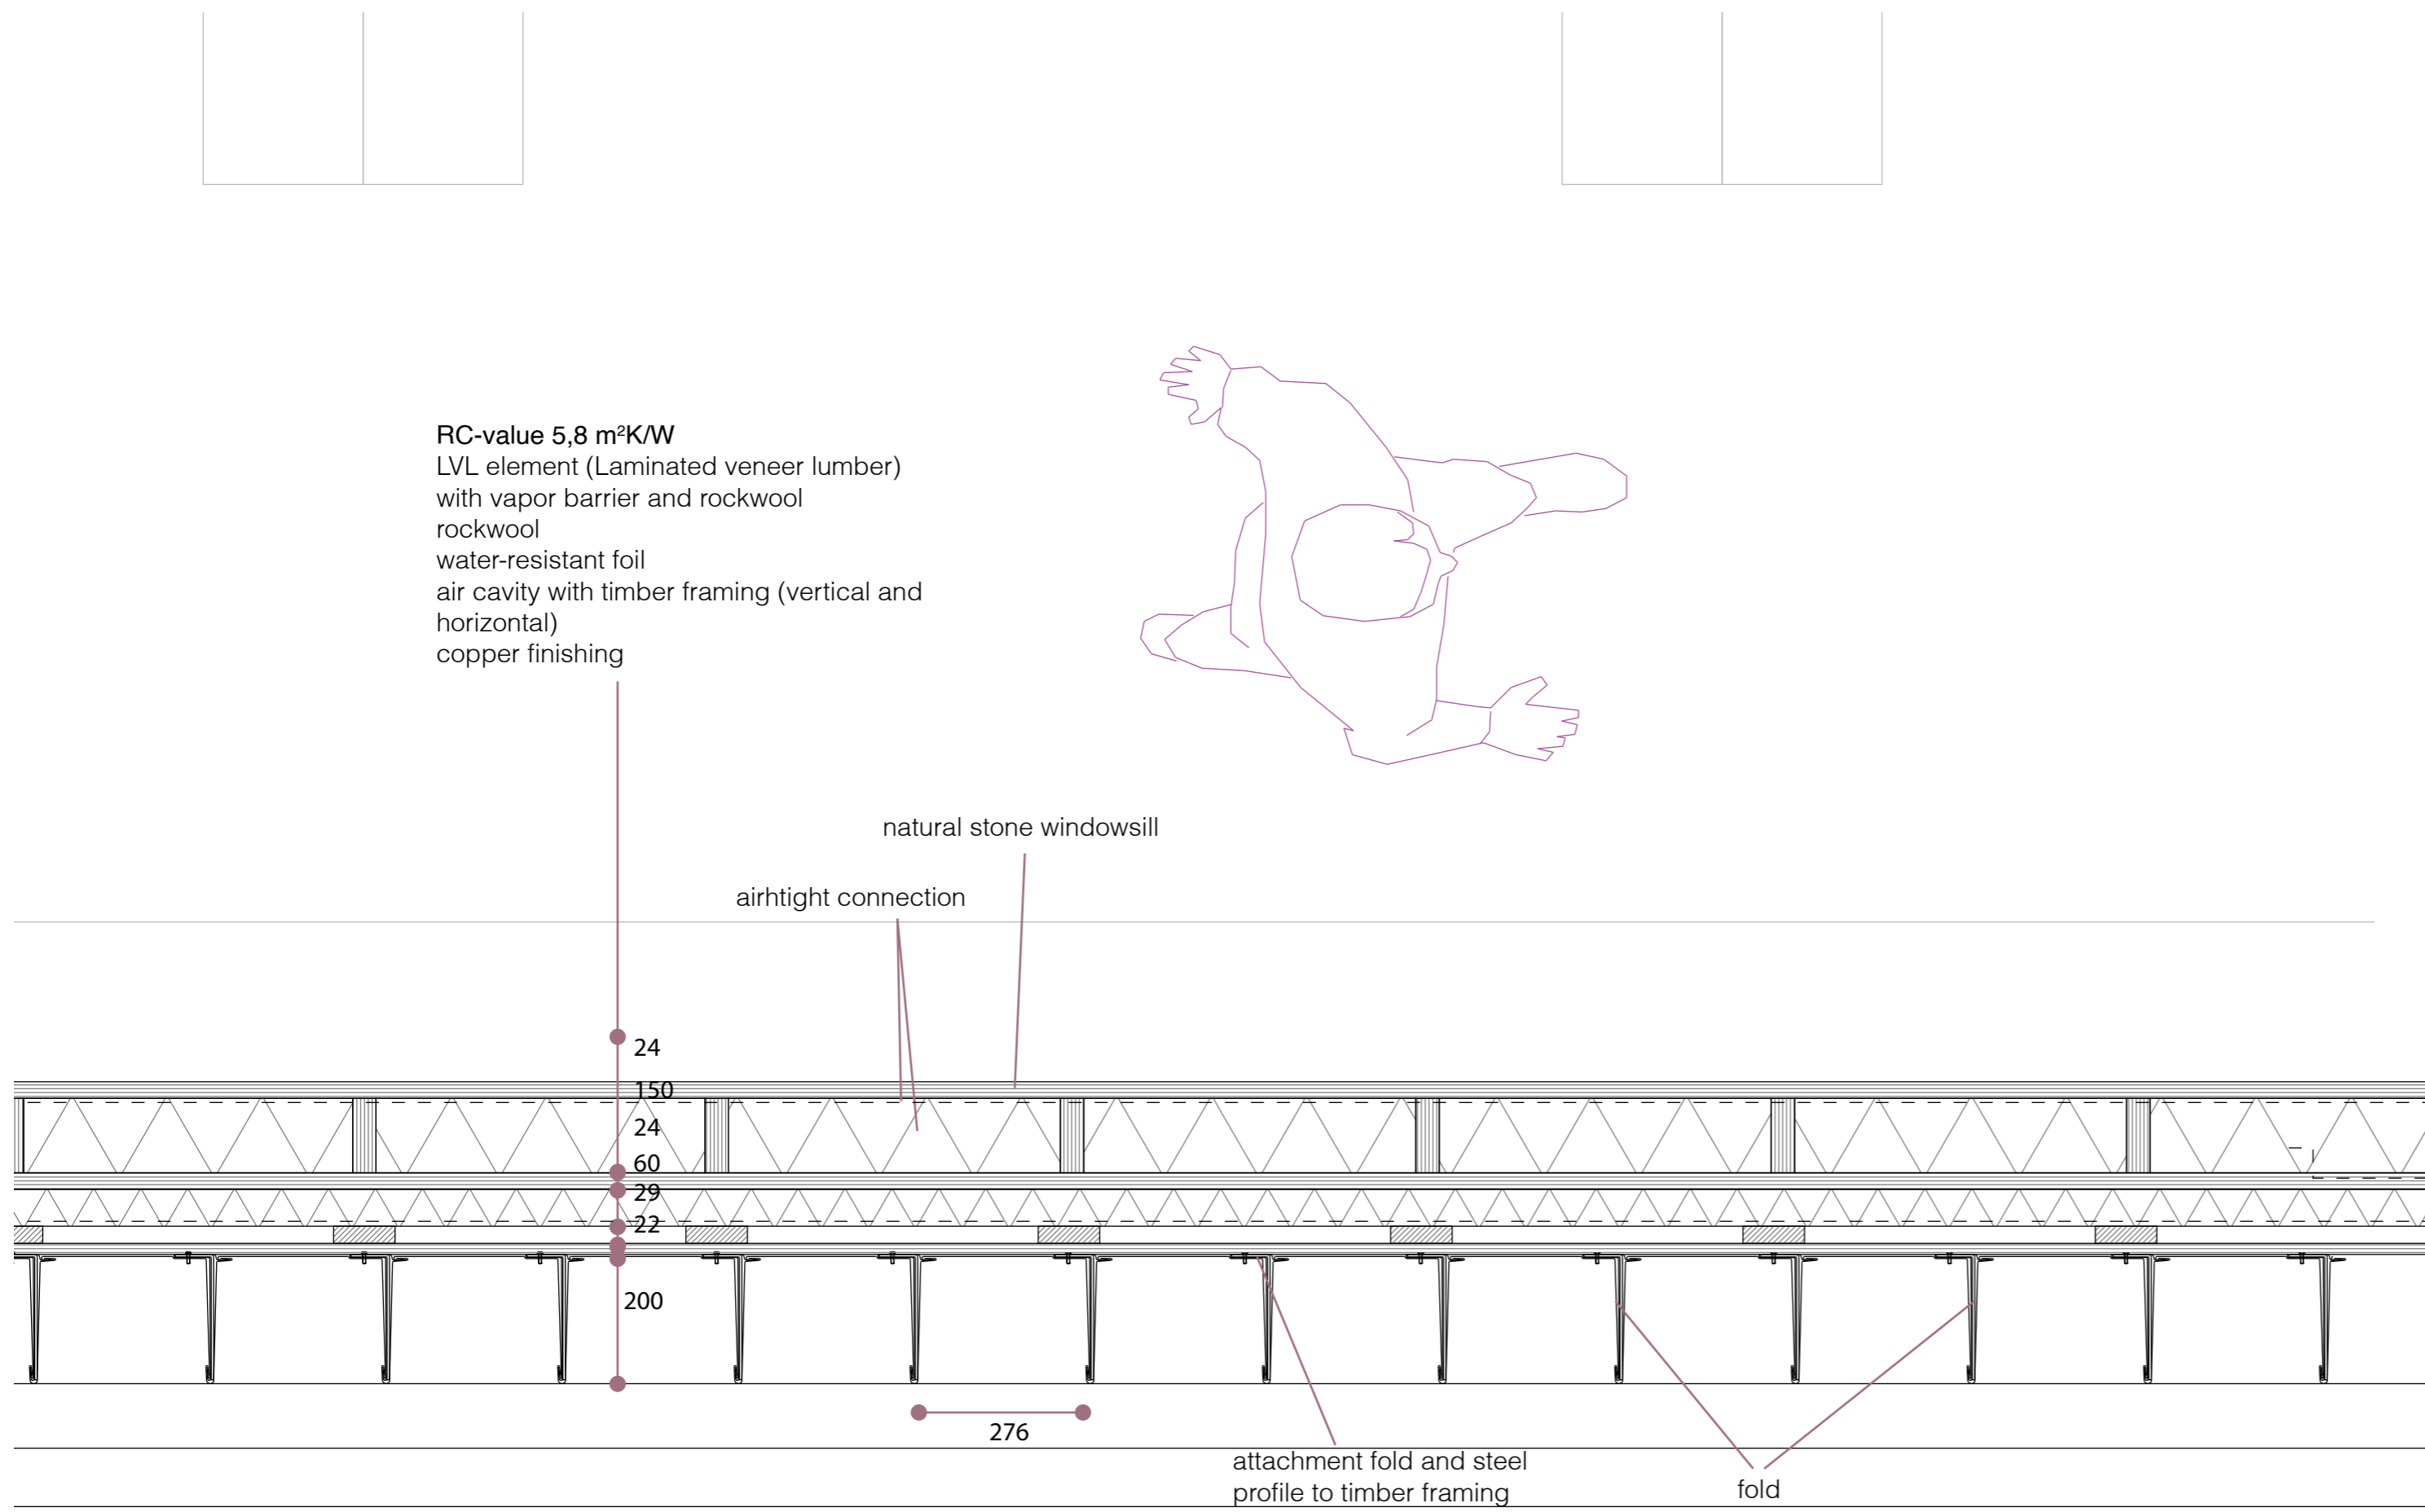 RC-value 5,8 m²K/W
LVL element (Laminated veneer lumber)
with vapor barrier and rockwool
rockwool
water-resistant foil
air cavity with timber framing (vertical and
horizontal)
copper finishing
natural stone windowsill
airhtight connection
24
150
24
60
29
22
200
276
attachment fold and steel
profile to timber framing
fold